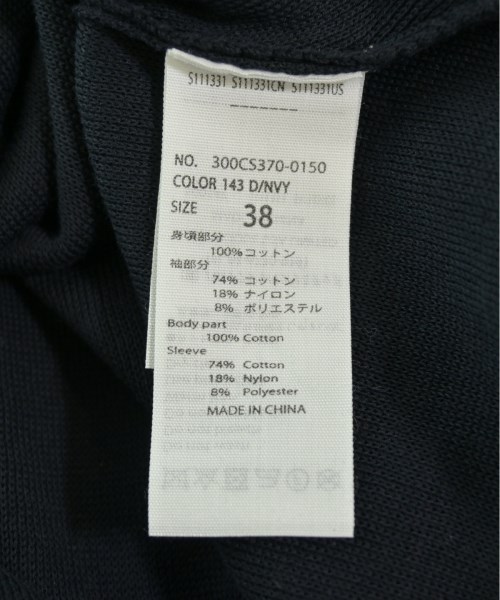 S111331 S111331CN S111331US
-------
NO. 300CS370-0150
COLOR 143 D/NVY
SIZE 38
身頃部分
100% コットン
袖部分
74% コットン
18% ナイロン
8% ポリエステル
Body part
100% Cotton
Sleeve
74% Cotton
18% Nylon
8% Polyester
MADE IN CHINA